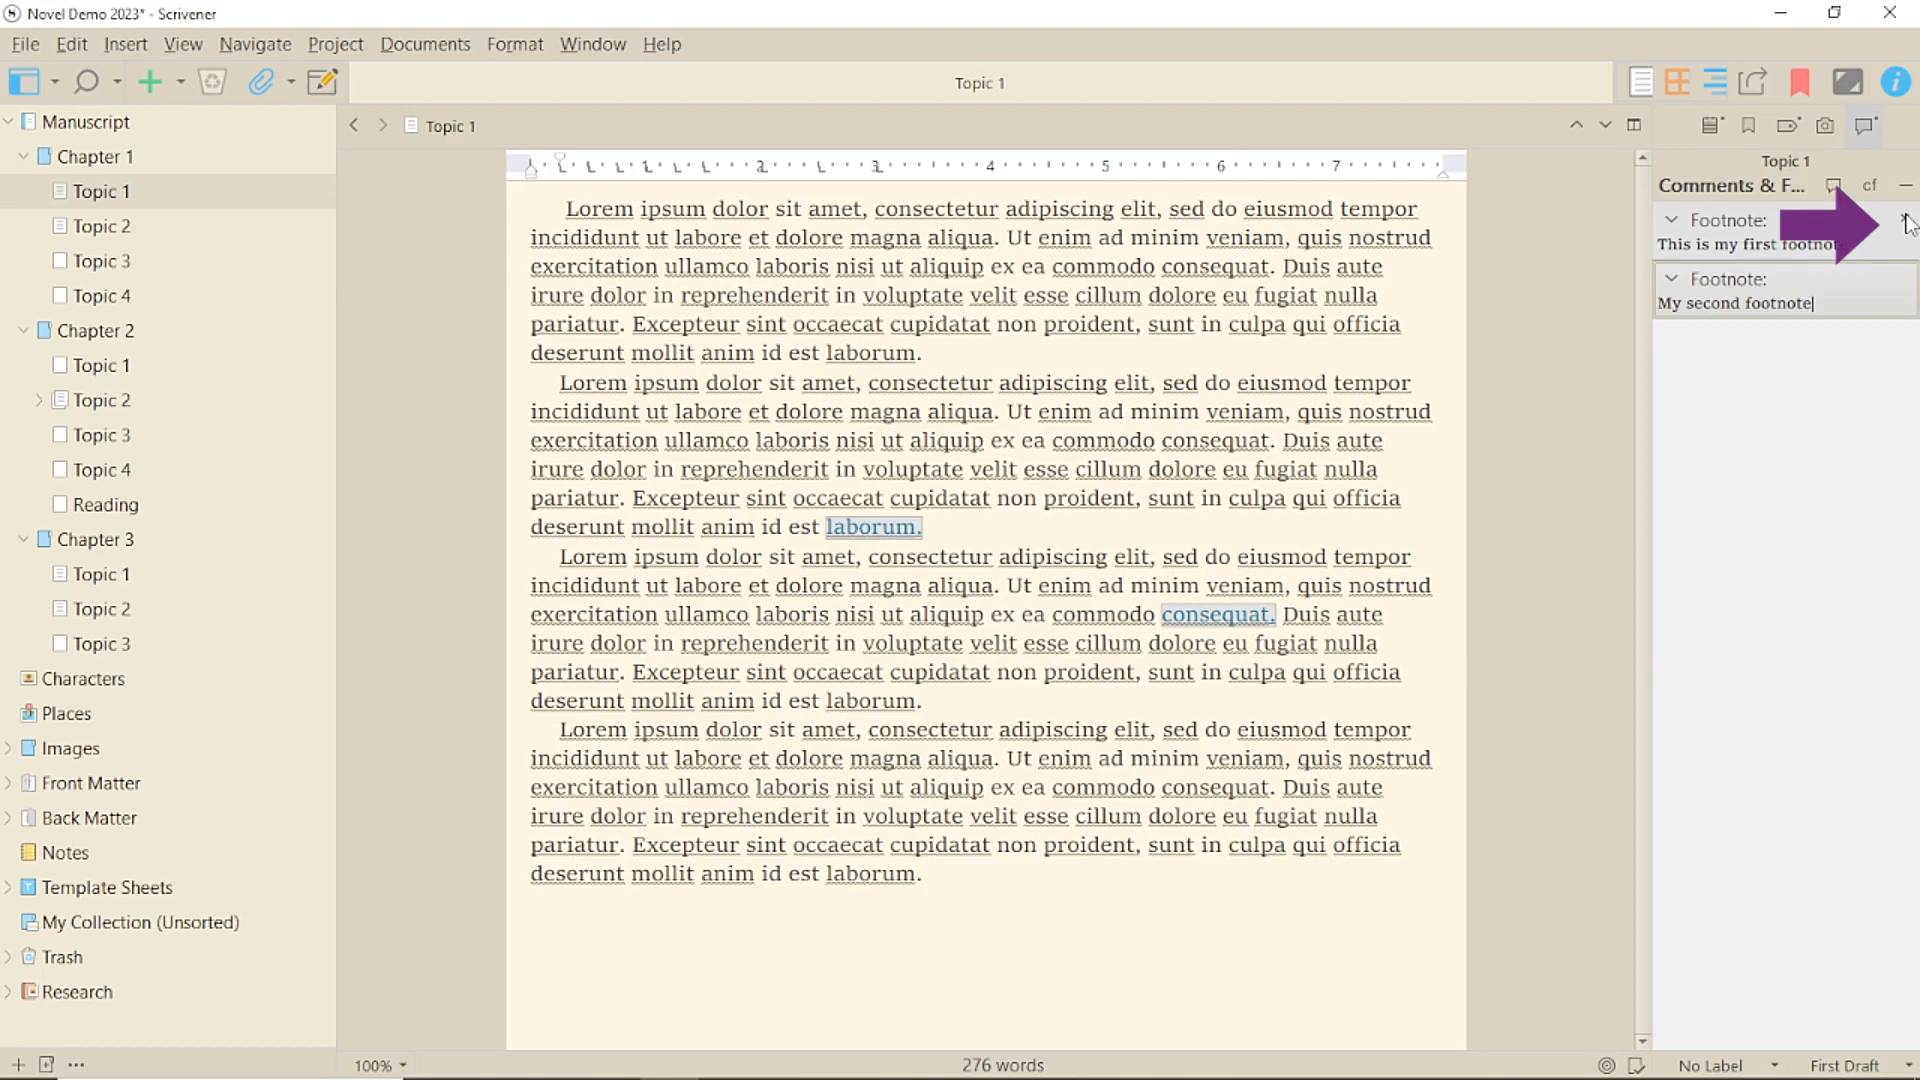 Novel Demo 2023* - Scrivener
File Edit Insert View Navigate Project Documents Format Window Help
Topic 1
Manuscript
Chapter 1
Topic 1
Topic 2
Topic 3
Topic 4
Chapter 2
Topic 1
Topic 2
Topic 3
Topic 4
Reading
Chapter 3
Topic 1
Topic 2
Topic 3
Characters
Places
Images
Front Matter
Back Matter
Notes
Template Sheets
My Collection (Unsorted)
Trash
Research
Topic 1
1 2 3 4 5 6 7
Lorem ipsum dolor sit amet, consectetur adipiscing elit, sed do eiusmod tempor
incididunt ut labore et dolore magna aliqua. Ut enim ad minim veniam, quis nostrud
exercitation ullamco laboris nisi ut aliquip ex ea commodo consequat. Duis aute
irure dolor in reprehenderit in voluptate velit esse cillum dolore eu fugiat nulla
pariatur. Excepteur sint occaecat cupidatat non proident, sunt in culpa qui officia
deserunt mollit anim id est laborum.
Lorem ipsum dolor sit amet, consectetur adipiscing elit, sed do eiusmod tempor
incididunt ut labore et dolore magna aliqua. Ut enim ad minim veniam, quis nostrud
exercitation ullamco laboris nisi ut aliquip ex ea commodo consequat. Duis aute
irure dolor in reprehenderit in voluptate velit esse cillum dolore eu fugiat nulla
pariatur. Excepteur sint occaecat cupidatat non proident, sunt in culpa qui officia
deserunt mollit anim id est laborum.
Lorem ipsum dolor sit amet, consectetur adipiscing elit, sed do eiusmod tempor
incididunt ut labore et dolore magna aliqua. Ut enim ad minim veniam, quis nostrud
exercitation ullamco laboris nisi ut aliquip ex ea commodo consequat. Duis aute
irure dolor in reprehenderit in voluptate velit esse cillum dolore eu fugiat nulla
pariatur. Excepteur sint occaecat cupidatat non proident, sunt in culpa qui officia
deserunt mollit anim id est laborum.
Lorem ipsum dolor sit amet, consectetur adipiscing elit, sed do eiusmod tempor
incididunt ut labore et dolore magna aliqua. Ut enim ad minim veniam, quis nostrud
exercitation ullamco laboris nisi ut aliquip ex ea commodo consequat. Duis aute
irure dolor in reprehenderit in voluptate velit esse cillum dolore eu fugiat nulla
pariatur. Excepteur sint occaecat cupidatat non proident, sunt in culpa qui officia
deserunt mollit anim id est laborum.
Topic 1
Comments & F... cf
Footnote:
This is my first footnote
Footnote:
My second footnote
100% 276 words No Label First Draft